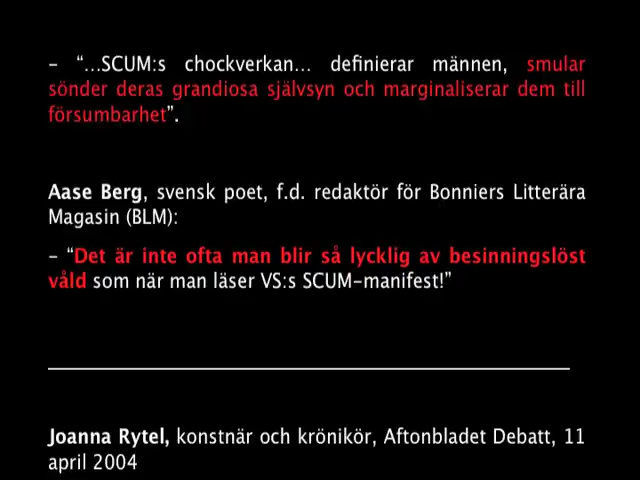 – “…SCUM:s chockverkan… definierar männen, smular
sönder deras grandiosa självsyn och marginaliserar dem till
försumbarhet”.
Aase Berg, svensk poet, f.d. redaktör för Bonniers Litterära
Magasin (BLM):
– “Det är inte ofta man blir så lycklig av besinningslöst
våld som när man läser VS:s SCUM-manifest!”
Joanna Rytel, konstnär och krönikör, Aftonbladet Debatt, 11
april 2004